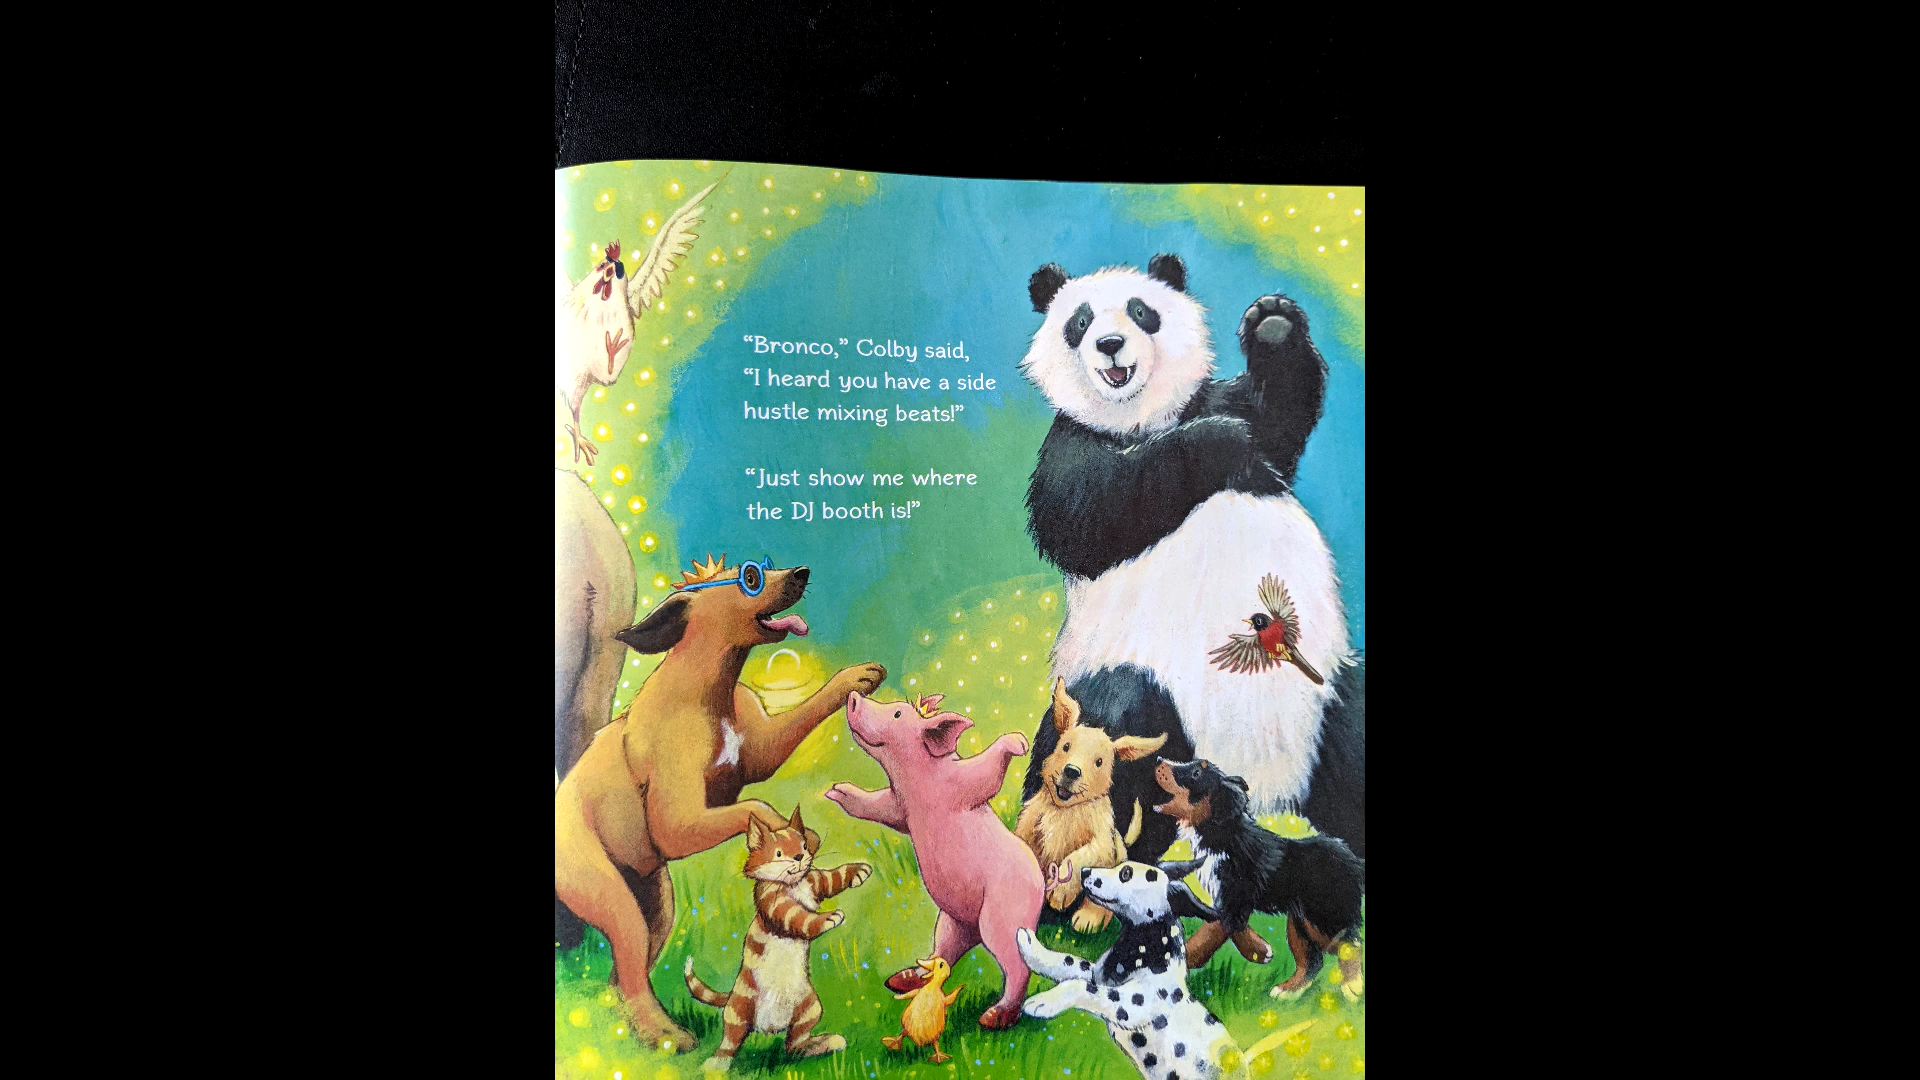 “Bronco,” Colby said,
“I heard you have a side
hustle mixing beats!”
“Just show me where
the DJ booth is!”